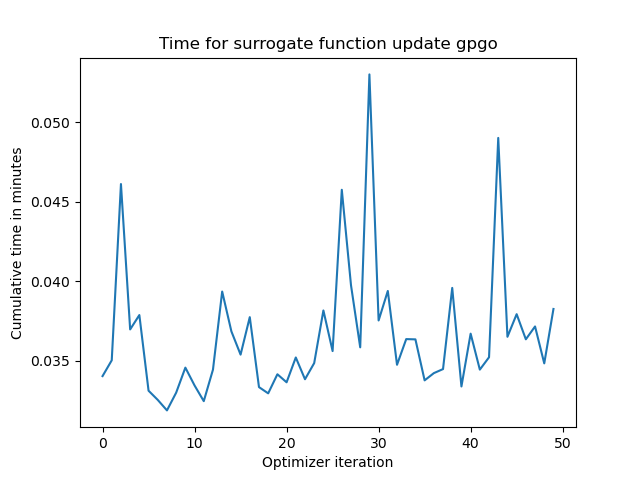 Time for surrogate function update gpgo
Cumulative time in minutes
0.050
0.045
0.040
0.035
0 10 20 30 40 50
Optimizer iteration